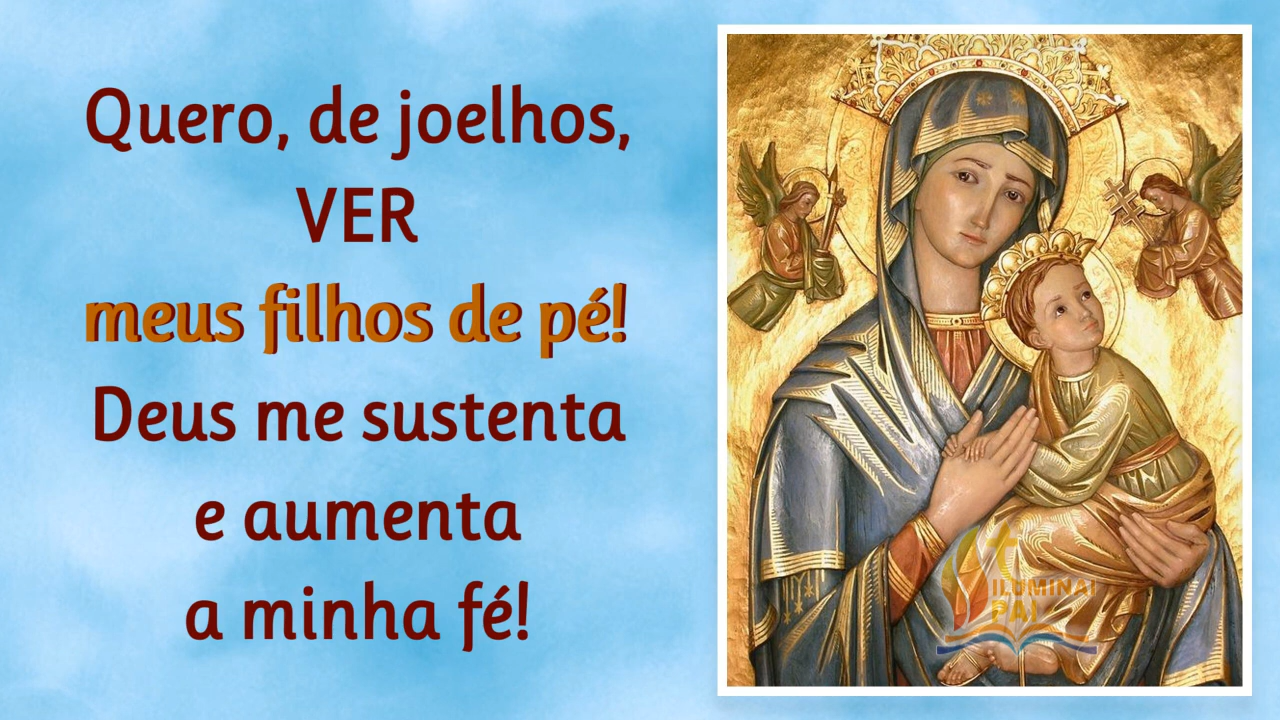 Quero, de joelhos,
VER
meus filhos de pé!
Deus me sustenta
e aumenta
a minha fé!
ILUMINAI
PAI